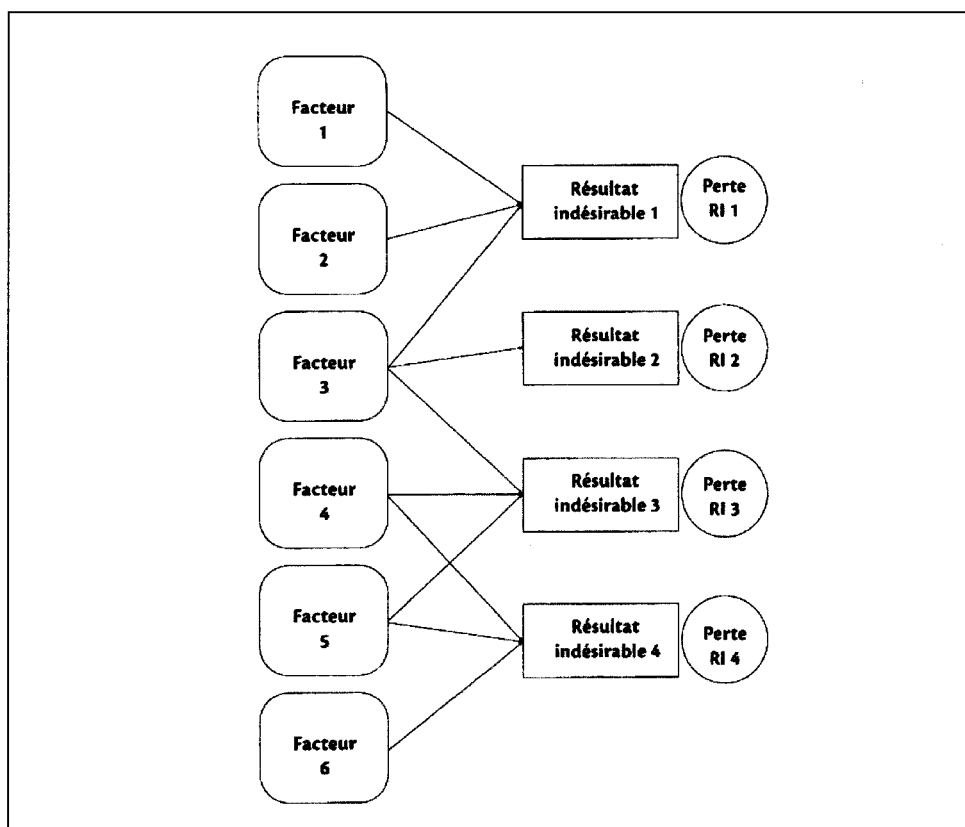 Facteur
1
Facteur
2
Facteur
3
Facteur
4
Facteur
5
Facteur
6
Résultat
indésirable 1
Perte
RI 1
Résultat
indésirable 2
Perte
RI 2
Résultat
indésirable 3
Perte
RI 3
Résultat
indésirable 4
Perte
RI 4